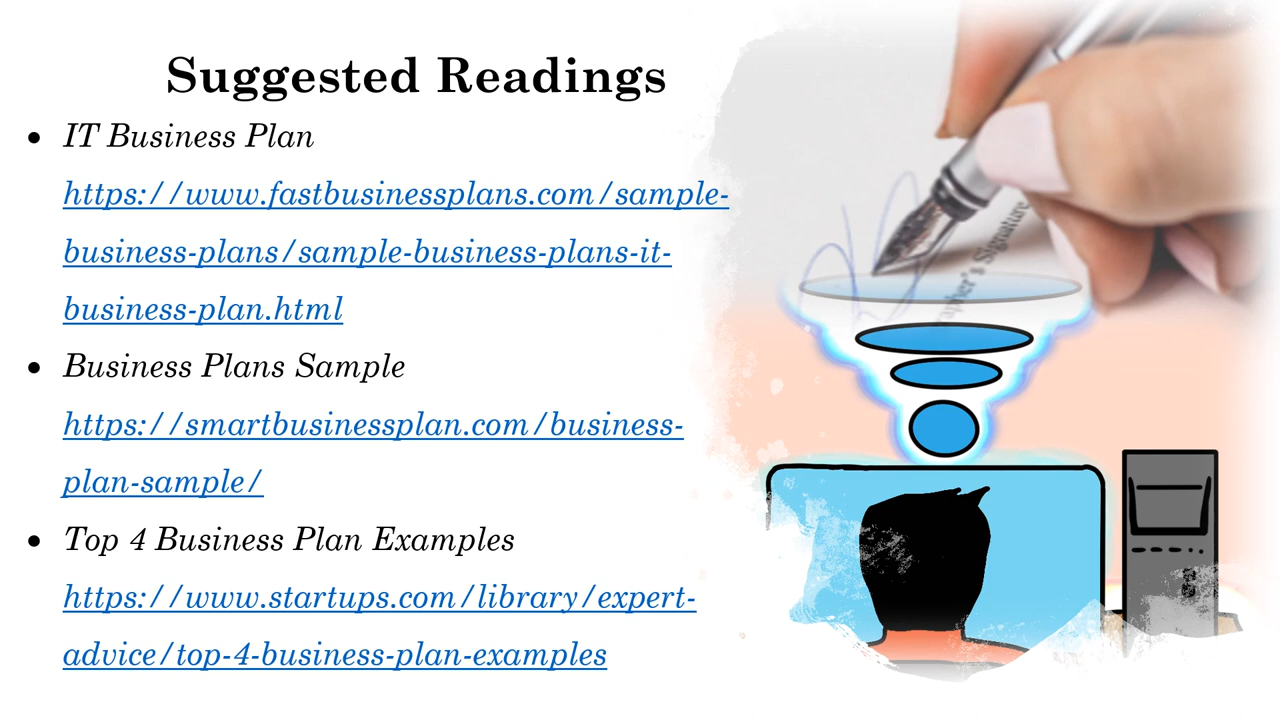 Suggested Readings
• IT Business Plan
https://www.fastbusinessplans.com/sample-
business-plans/sample-business-plans-it-
business-plan.html
• Business Plans Sample
https://smartbusinessplan.com/business-
plan-sample/
• Top 4 Business Plan Examples
https://www.startups.com/library/expert-
advice/top-4-business-plan-examples
apher's Signature